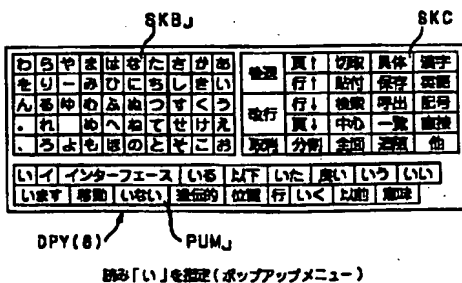 SKBJ SKC
わらやまはなたさかあ 後退 頁↑ 切取 具体 漢字
をりーみひにちしきい 行↑ 貼付 保存 英語
んるゆむふぬつすくう 改行 行↓ 検索 呼出 記号
。れ めへねてせけえ 頁↓ 中心 一覧 直接
、ろよもほのとそこお 取消 分割 全画 他
い イ インターフェース いる 以下 いた 良い いう いい
います 移動 いない 遺伝的 位置 行 いく 以前 意味
DPY(8) PUMJ
読み「い」を指定(ポップアップメニュー)